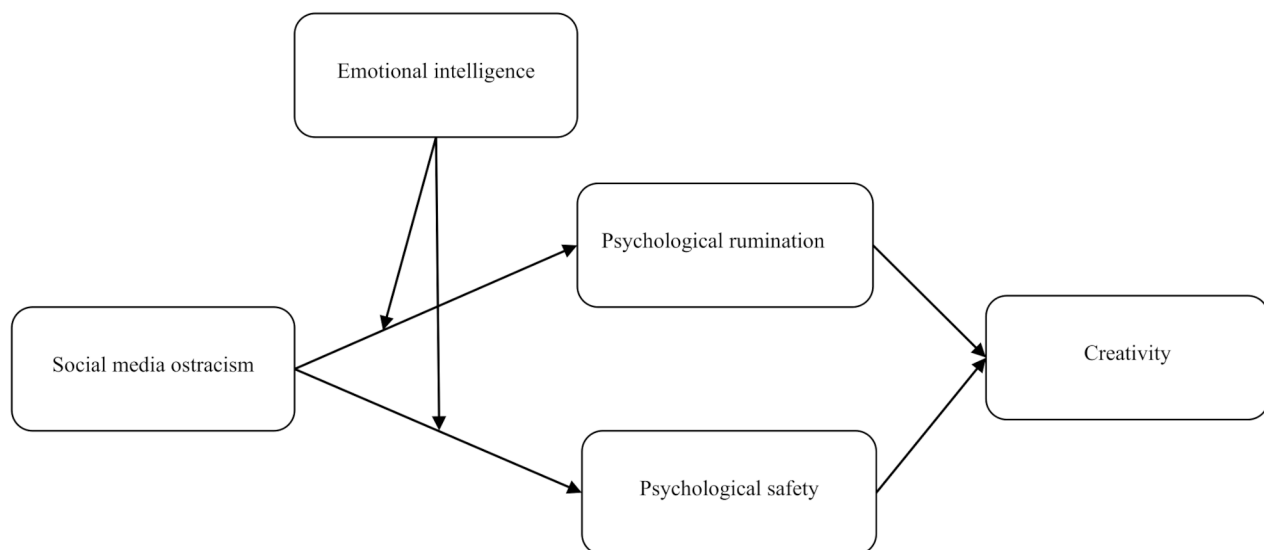 Emotional intelligence
Psychological rumination
Social media ostracism
Creativity
Psychological safety